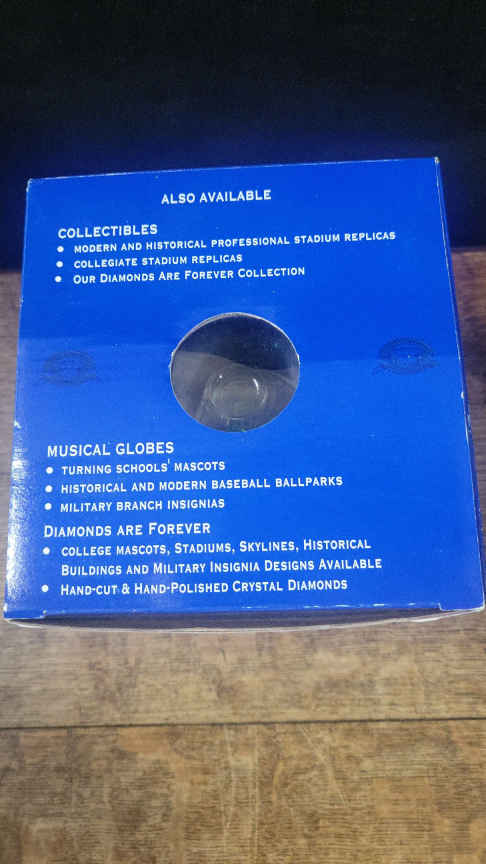 ALSO AVAILABLE
COLLECTIBLES
• MODERN AND HISTORICAL PROFESSIONAL STADIUM REPLICAS
• COLLEGIATE STADIUM REPLICAS
• OUR DIAMONDS ARE FOREVER COLLECTION
MUSICAL GLOBES
• TURNING SCHOOLS' MASCOTS
• HISTORICAL AND MODERN BASEBALL BALLPARKS
• MILITARY BRANCH INSIGNIAS
DIAMONDS ARE FOREVER
• COLLEGE MASCOTS, STADIUMS, SKYLINES, HISTORICAL
BUILDINGS AND MILITARY INSIGNIA DESIGNS AVAILABLE
• HAND-CUT & HAND-POLISHED CRYSTAL DIAMONDS